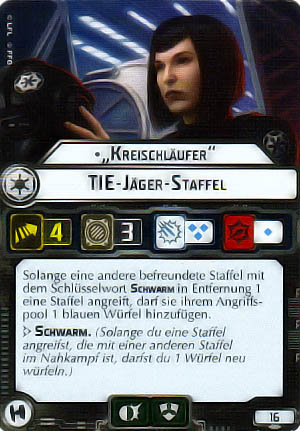 © LFL © FFG
• „Kreischläufer"
TIE-Jäger-Staffel
4 3
Solange eine andere befreundete Staffel mit
dem Schlüsselwort Schwarm in Entfernung 1
eine Staffel angreift, darf sie ihrem Angriffs-
pool 1 blauen Würfel hinzufügen.
Schwarm. (Solange du eine Staffel
angreifst, die mit einer anderen Staffel
im Nahkampf ist, darfst du 1 Würfel neu
würfeln.)
16